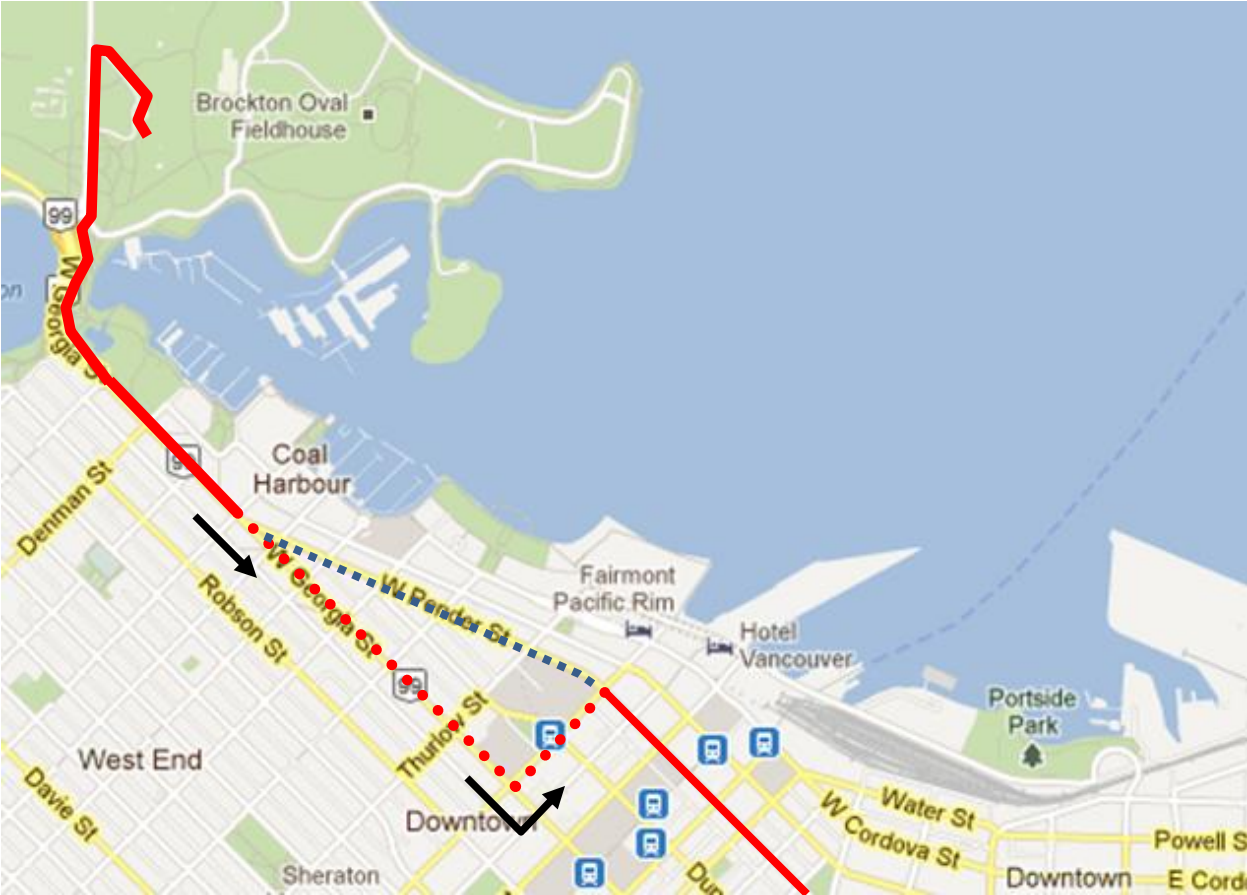 Brockton Oval
Fieldhouse
99
on
W Georgia St
Coal
Harbour
Denman St
W Georgia St
W Pender St
Fairmont
Pacific Rim
Robson St
Hotel
Vancouver
99
Portside
Park
Thurlow St
West End
Davie St
Downtown
Water St
W Cordova St
Powell S
Sheraton
Dun
Downtown
E Cord